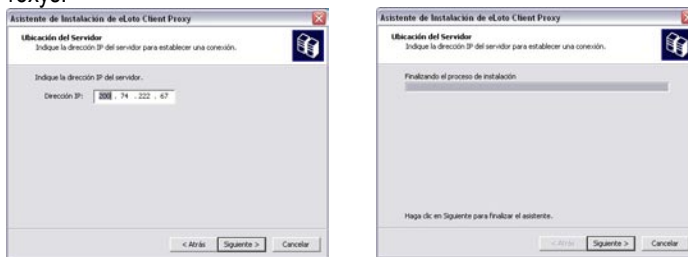 Asistente de Instalación de eLoto Client Proxy
Ubicación del Servidor
Indique la dirección IP del servidor para establecer una conexión.
Indique la dirección IP del servidor.
Dirección IP: 200 . 74 . 222 . 67
< Atrás Siguiente > Cancelar
Asistente de Instalación de eLoto Client Proxy
Ubicación del Servidor
Indique la dirección IP del servidor para establecer una conexión.
Finalizando el proceso de instalación
Haga clic en Siguiente para finalizar el asistente.
< Atrás Siguiente > Cancelar